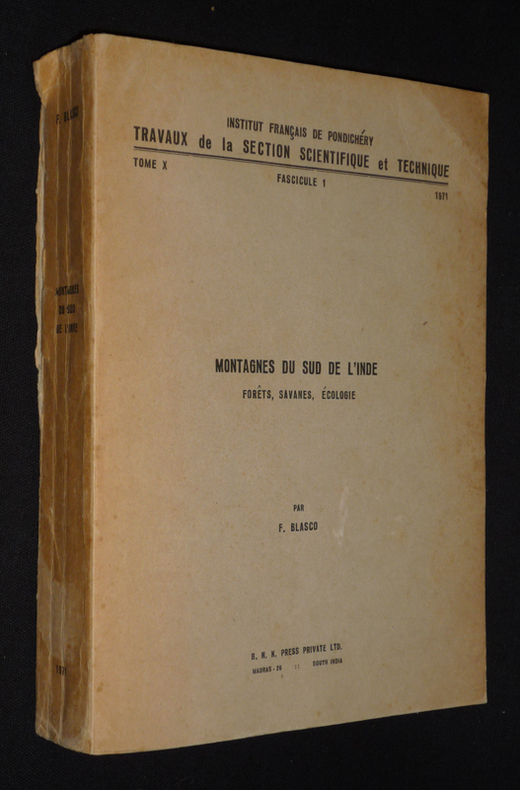 F. BLASCO
MONTAGNES
DU SUD
DE L'INDE
1971
INSTITUT FRANÇAIS DE PONDICHÉRY
TRAVAUX de la SECTION SCIENTIFIQUE et TECHNIQUE
TOME X
FASCICULE 1
1971
MONTAGNES DU SUD DE L'INDE
FORÊTS, SAVANES, ÉCOLOGIE
PAR
F. BLASCO
PRESS PRIVATE LTD.
MADRAS - 26 :: SOUTH INDIA